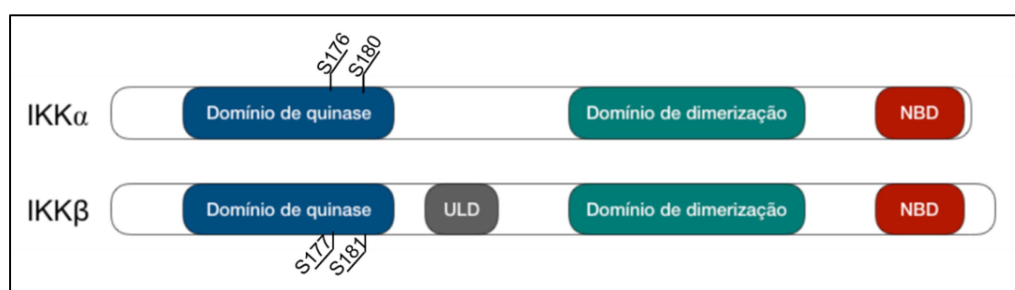 S176 S180
IKKα Domínio de quinase Domínio de dimerização NBD
IKKβ Domínio de quinase ULD Domínio de dimerização NBD
S177 S181